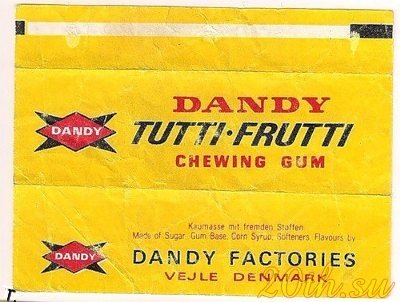 DANDY
DANDY
TUTTI·FRUTTI
CHEWING GUM
Kaumasse mit fremden Stoffen
Made of Sugar, Gum Base, Corn Syrup, Softeners, Flavours by
DANDY
DANDY FACTORIES
VEJLE DENMARK
20th.su